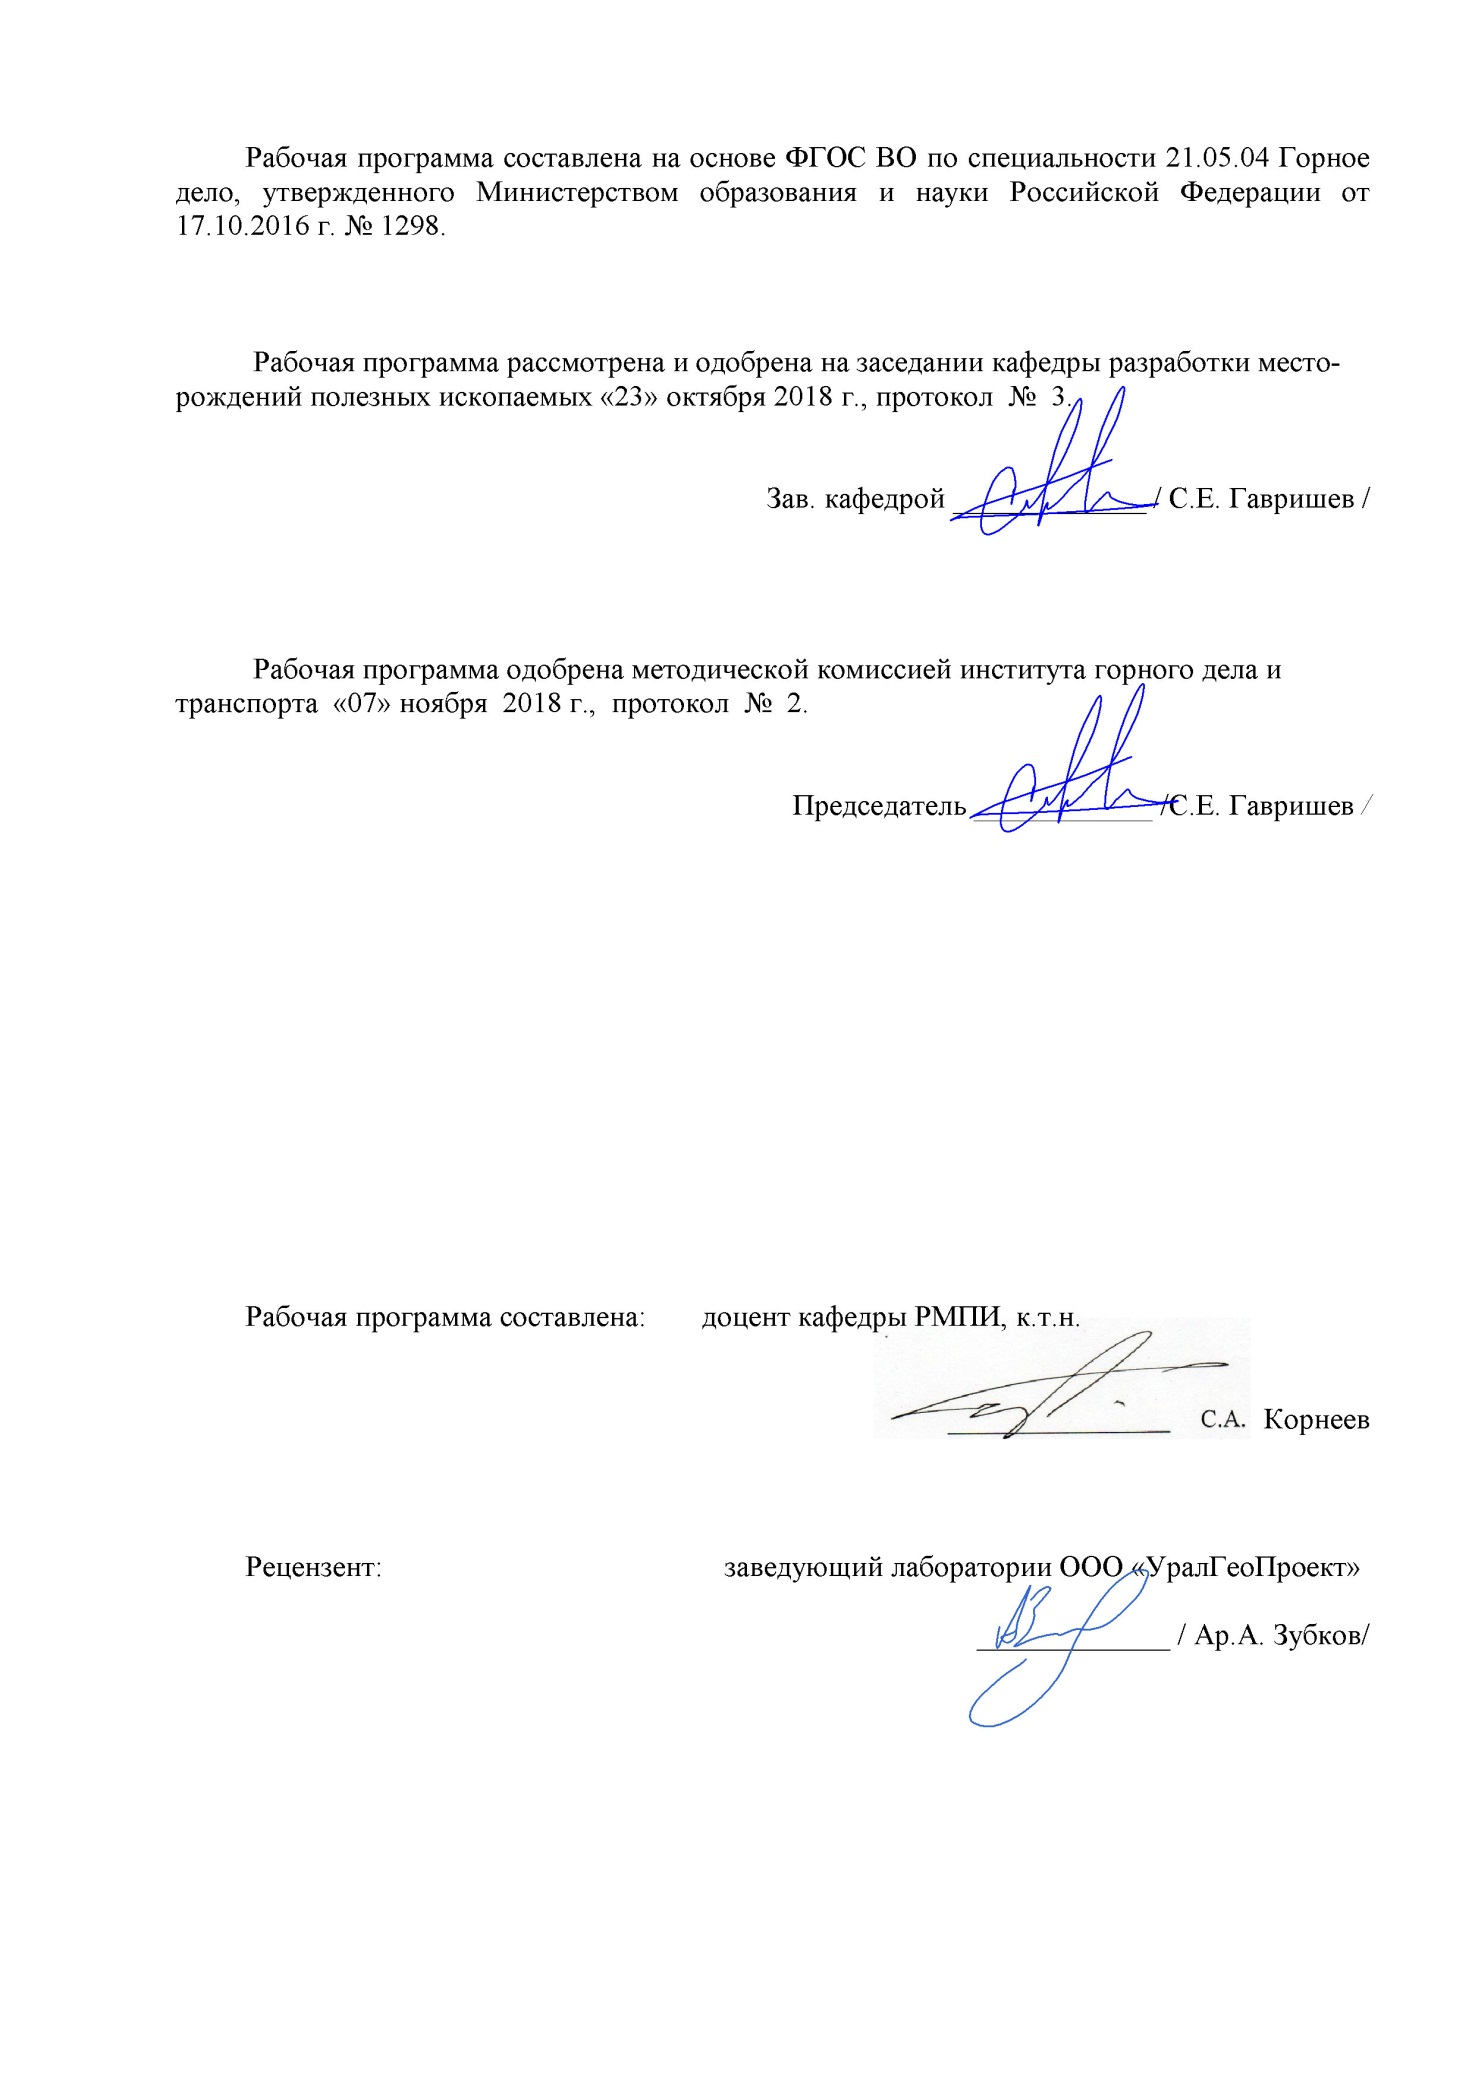 Рабочая программа составлена на основе ФГОС ВО по специальности 21.05.04 Горное
дело, утвержденного Министерством образования и науки Российской Федерации от
17.10.2016 г. № 1298.
Рабочая программа рассмотрена и одобрена на заседании кафедры разработки место-
рождений полезных ископаемых «23» октября 2018 г., протокол № 3.
Зав. кафедрой ______________/ С.Е. Гавришев /
Рабочая программа одобрена методической комиссией института горного дела и
транспорта «07» ноября 2018 г., протокол № 2.
Председатель _____________ /С.Е. Гавришев /
Рабочая программа составлена: доцент кафедры РМПИ, к.т.н.
________________ С.А. Корнеев
Рецензент: заведующий лаборатории ООО «УралГеоПроект»
______________ / Ар.А. Зубков/